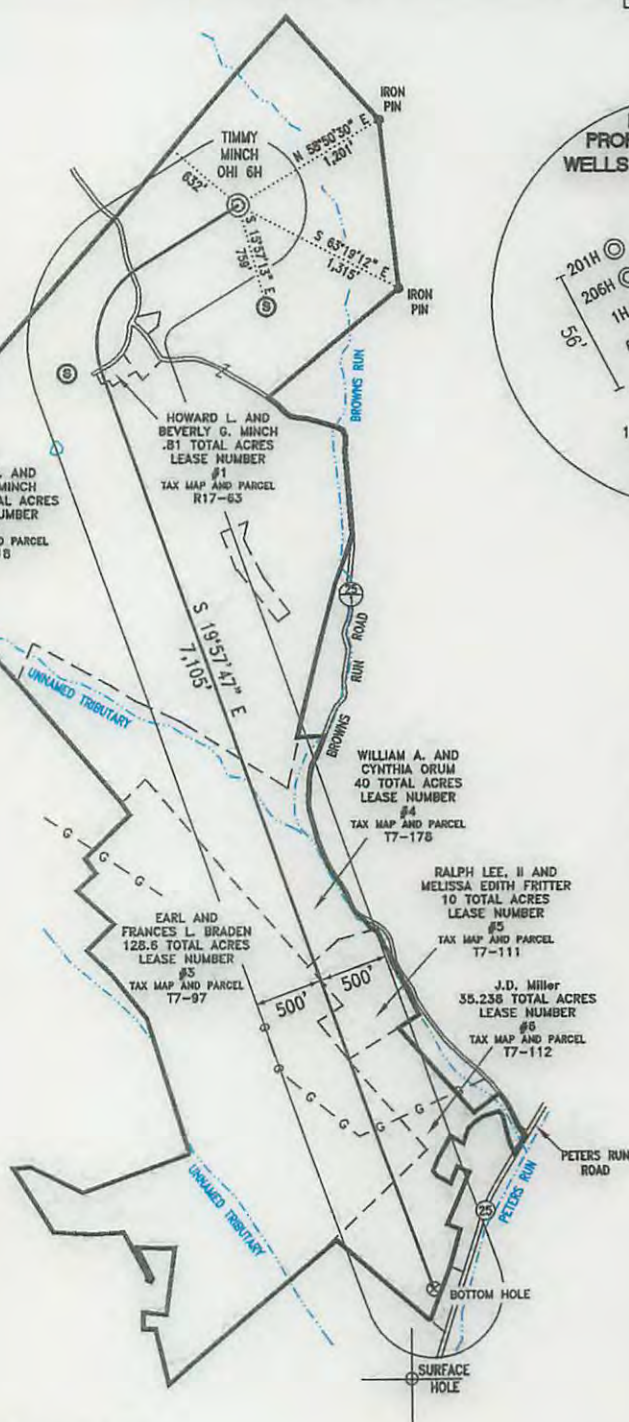 IRON
PIN
TIMMY
MINCH
OHI 6H
N 58°50'30" E
1,201'
632'
S 63°19'12" E
1,315'
S 15°57'13" E
759'
S
IRON
PIN
WELLS
201H
206H
1H
56'
S
BROWNS RUN
HOWARD L. AND
BEVERLY G. MINCH
.81 TOTAL ACRES
LEASE NUMBER
#1
TAX MAP AND PARCEL
R17-63
. AND
MINCH
ACRES
PARCEL
S 19°57'47" E
7,105'
1
BROWNS RUN ROAD
UNNAMED TRIBUTARY
WILLIAM A. AND
CYNTHIA ORUM
40 TOTAL ACRES
LEASE NUMBER
#4
TAX MAP AND PARCEL
T7-178
G G G
RALPH LEE, II AND
MELISSA EDITH FRITTER
10 TOTAL ACRES
LEASE NUMBER
#5
TAX MAP AND PARCEL
T7-111
EARL AND
FRANCES L. BRADEN
128.6 TOTAL ACRES
LEASE NUMBER
#3
TAX MAP AND PARCEL
T7-97
500' 500'
J.D. Miller
35.238 TOTAL ACRES
LEASE NUMBER
#6
TAX MAP AND PARCEL
T7-112
G G G G G G
PETERS RUN
ROAD
PETERS RUN
25
UNNAMED TRIBUTARY
BOTTOM HOLE
SURFACE
HOLE